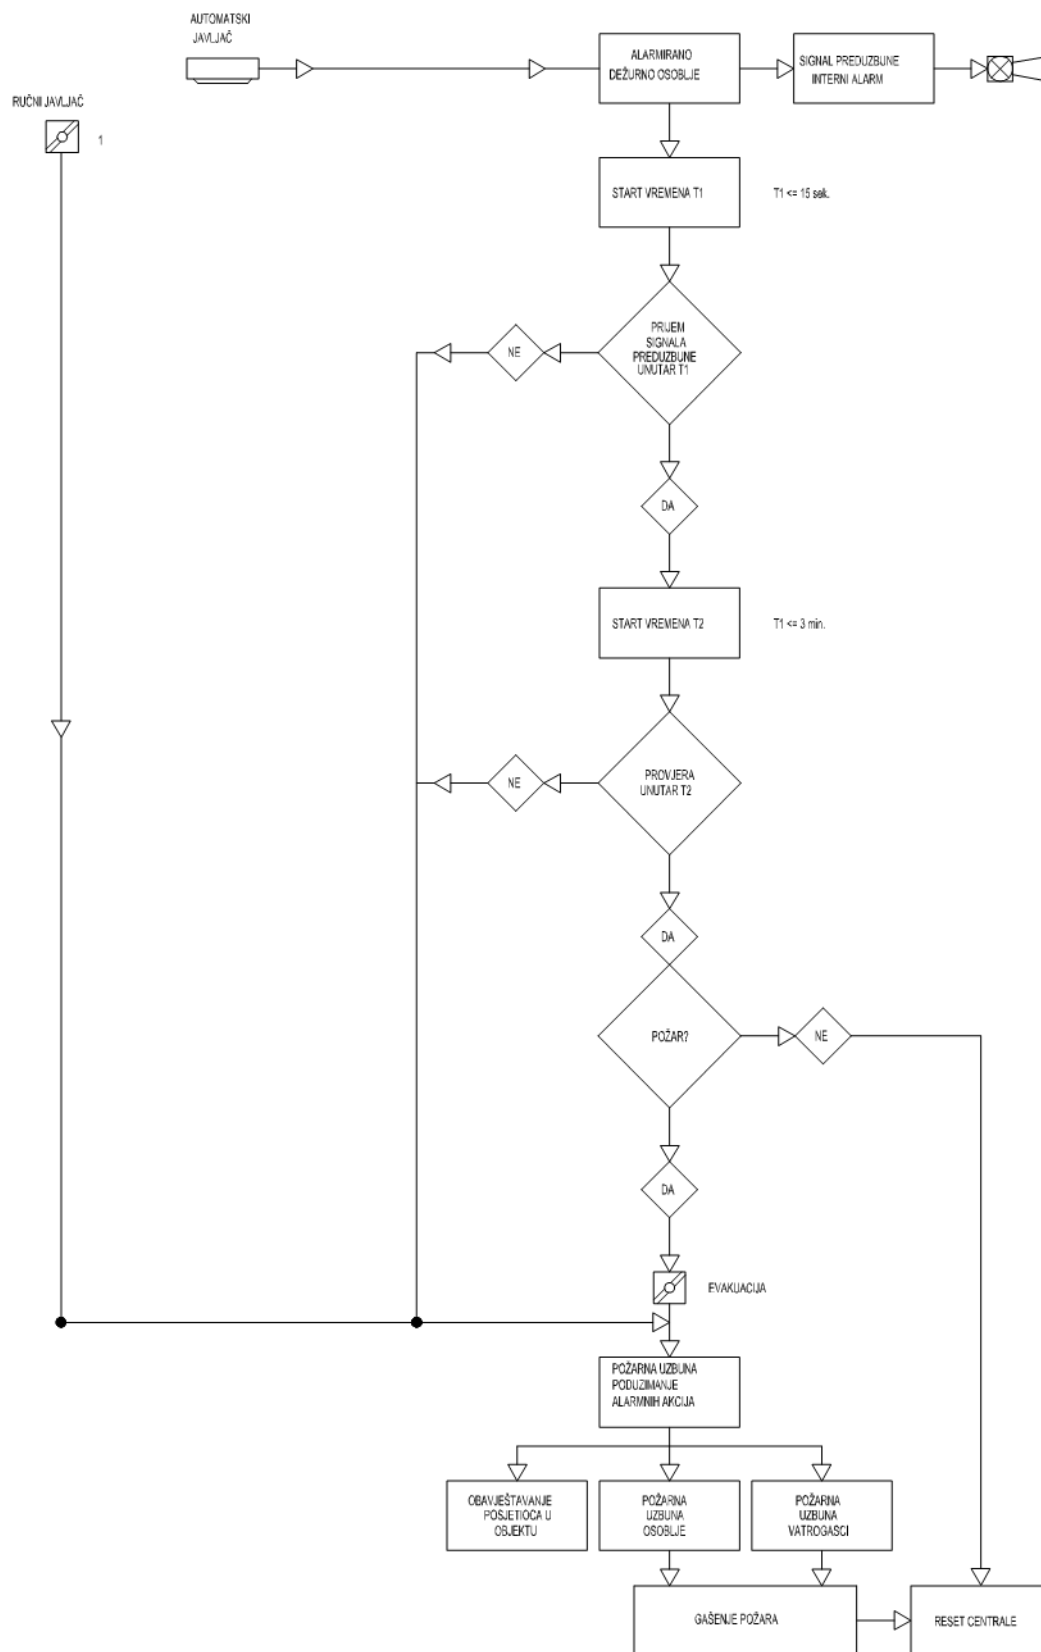 AUTOMATSKI
JAVLJAČ
ALARMIRANO
DEŽURNO OSOBLJE
SIGNAL PREDUZBUNE
INTERNI ALARM
RUČNI JAVLJAČ
1
START VREMENA T1
T1 <= 15 sek.
PRIJEM
SIGNALA
PREDUZBUNE
UNUTAR T1
NE
DA
START VREMENA T2
T1 <= 3 min.
PROVJERA
UNUTAR T2
NE
DA
POŽAR?
NE
DA
EVAKUACIJA
POŽARNA UZBUNA
PODUZIMANJE
ALARMNIH AKCIJA
OBAVJEŠTAVANJE
POSJETIOCA U
OBJEKTU
POŽARNA
UZBUNA
OSOBLJE
POŽARNA
UZBUNA
VATROGASCI
GAŠENJE POŽARA
RESET CENTRALE